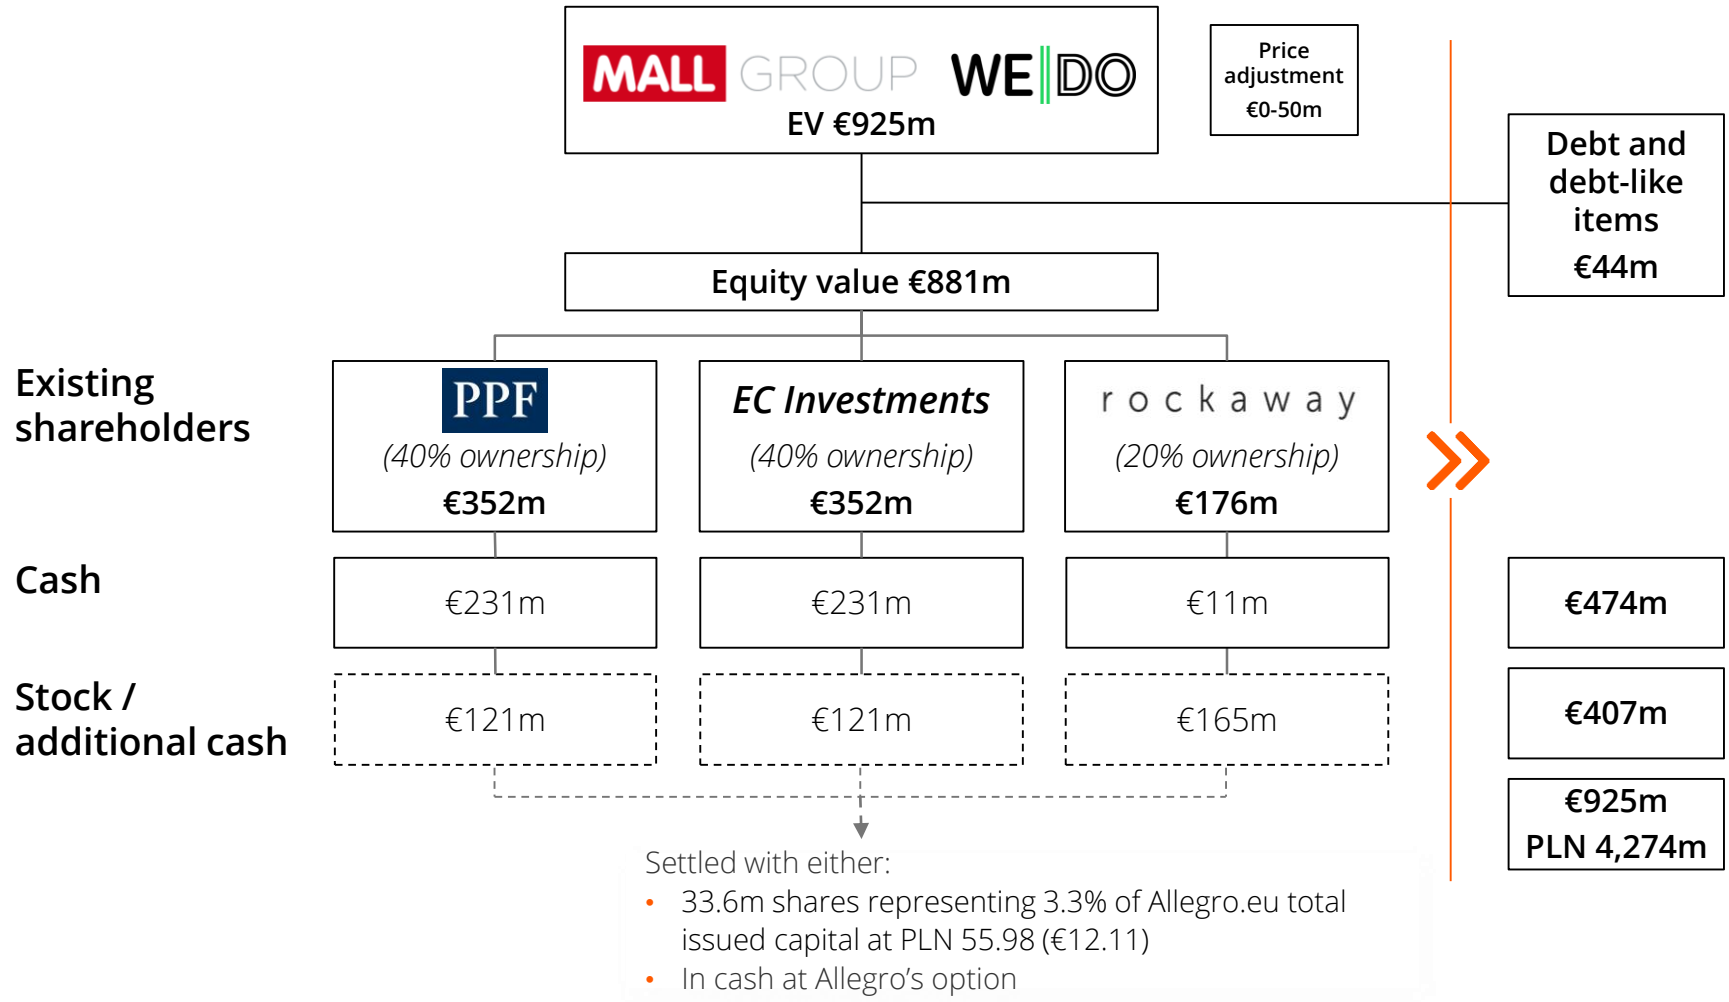 MALL GROUP WE DO
EV €925m
Price
adjustment
€0-50m
Debt and
debt-like
items
€44m
Equity value €881m
Existing
shareholders
PPF
(40% ownership)
€352m
EC Investments
(40% ownership)
€352m
rockaway
(20% ownership)
€176m
Cash
€231m
€231m
€11m
€474m
Stock /
additional cash
€121m
€121m
€165m
€407m
€925m
PLN 4,274m
Settled with either:
• 33.6m shares representing 3.3% of Allegro.eu total
issued capital at PLN 55.98 (€12.11)
• In cash at Allegro’s option